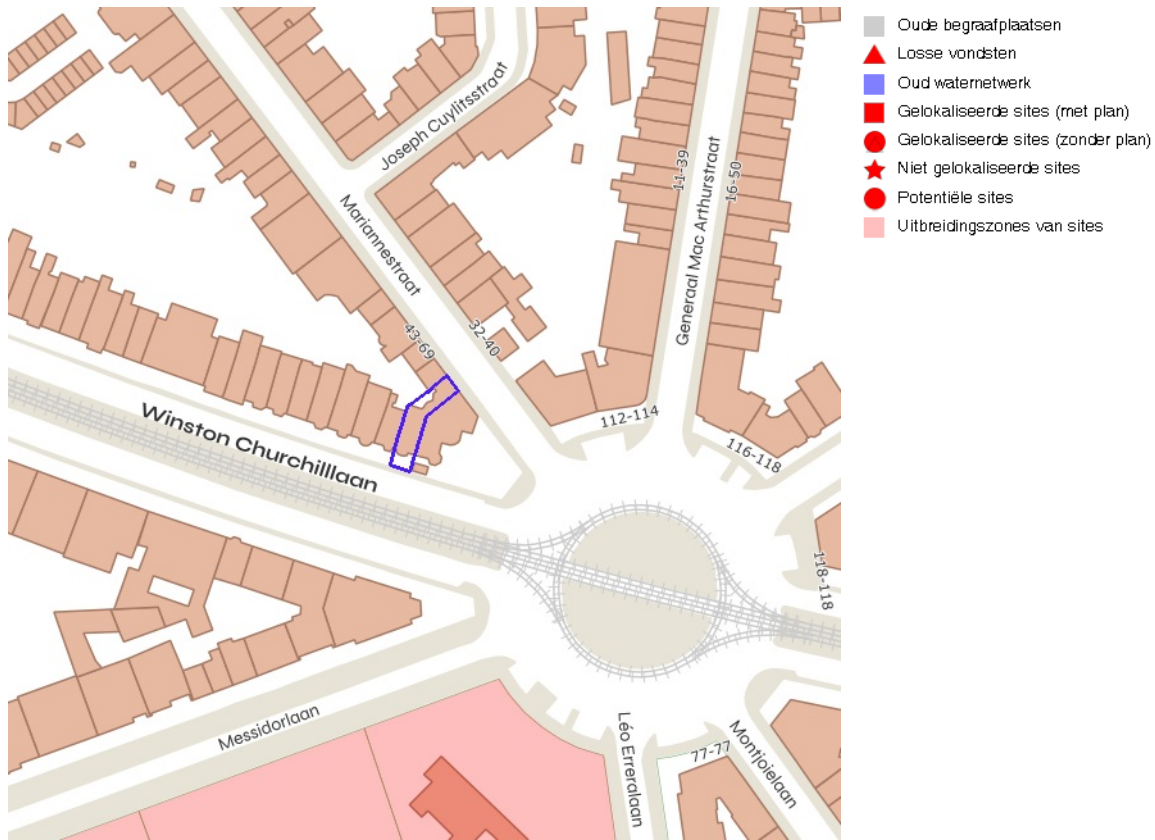 Joseph Cuylitsstraat
Mariannestraat
43-69
32-40
11-39
16-50
Generaal Mac Arthurstraat
112-114
116-118
118-118
Winston Churchilllaan
Messidorlaan
Léo Erreralaan
77-77
Montjoielaan
Oude begraafplaatsen
Losse vondsten
Oud waternetwerk
Gelokaliseerde sites (met plan)
Gelokaliseerde sites (zonder plan)
Niet gelokaliseerde sites
Potentiële sites
Uitbreidingszones van sites